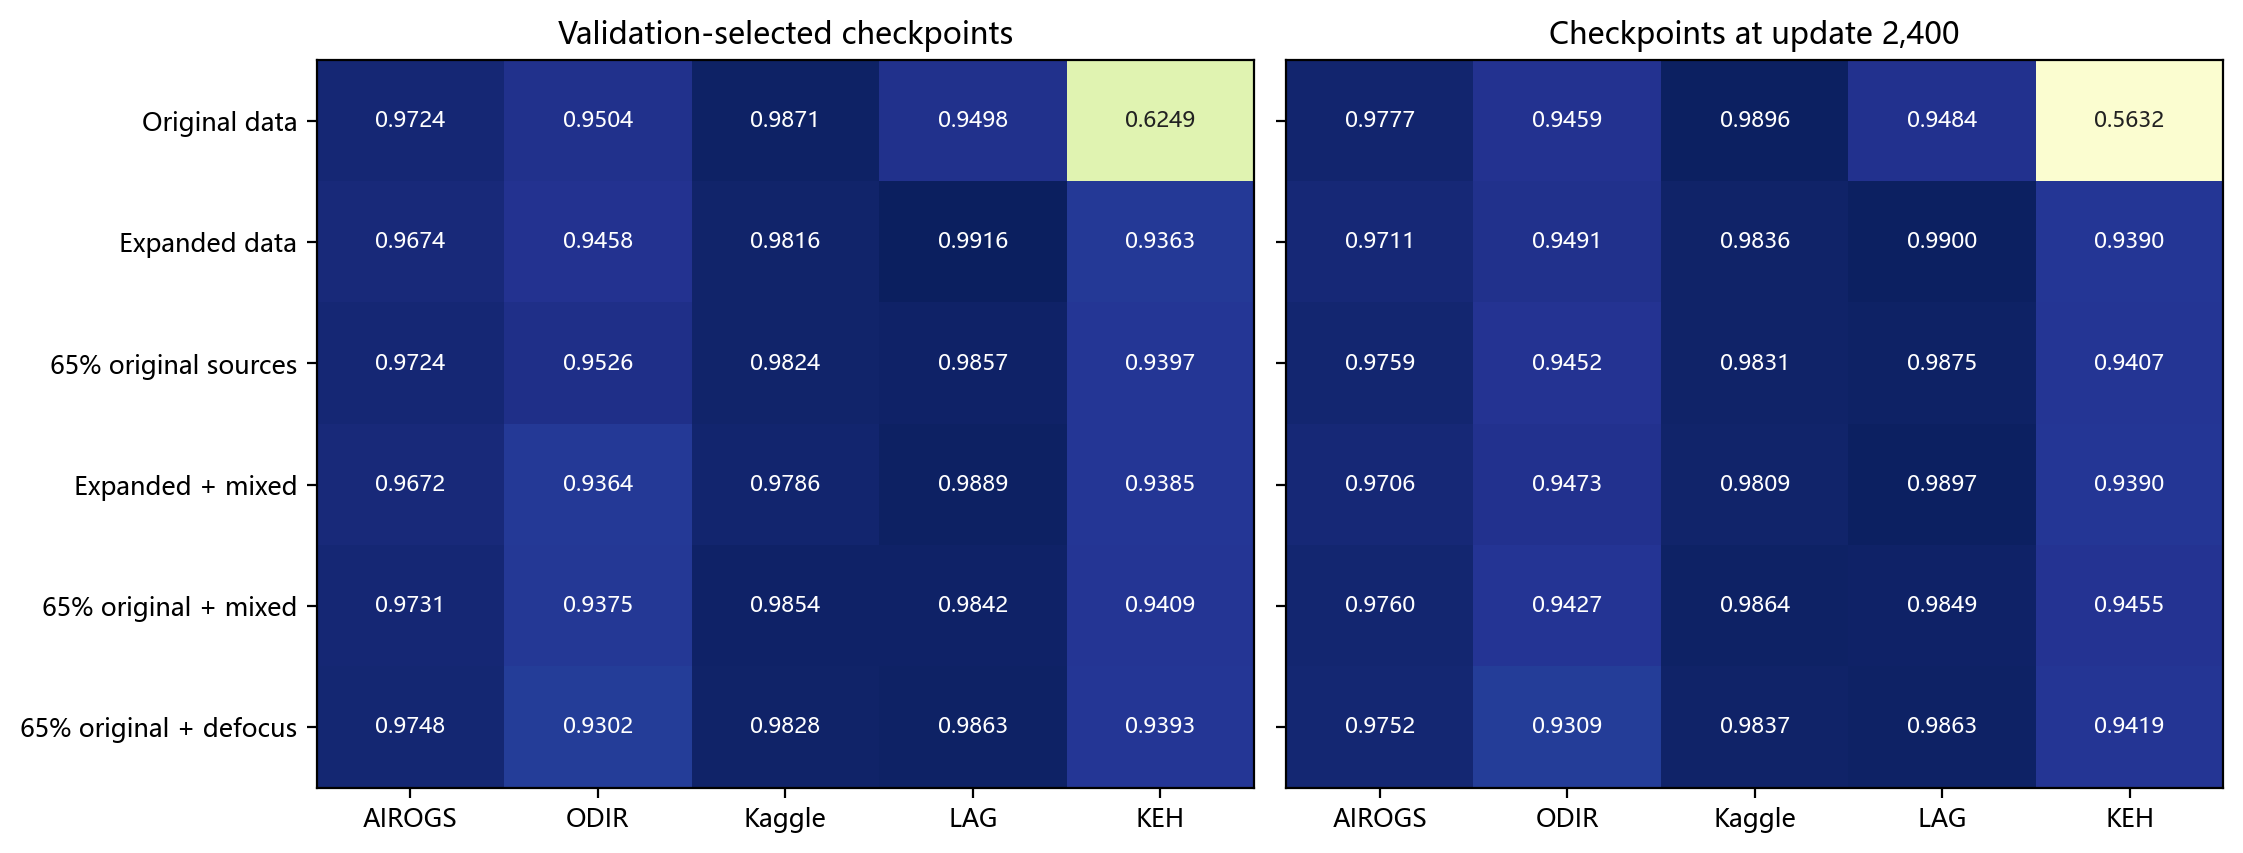 Validation-selected checkpoints
Checkpoints at update 2,400
Original data 0.9724 0.9504 0.9871 0.9498 0.6249 0.9777 0.9459 0.9896 0.9484 0.5632
Expanded data 0.9674 0.9458 0.9816 0.9916 0.9363 0.9711 0.9491 0.9836 0.9900 0.9390
65% original sources 0.9724 0.9526 0.9824 0.9857 0.9397 0.9759 0.9452 0.9831 0.9875 0.9407
Expanded + mixed 0.9672 0.9364 0.9786 0.9889 0.9385 0.9706 0.9473 0.9809 0.9897 0.9390
65% original + mixed 0.9731 0.9375 0.9854 0.9842 0.9409 0.9760 0.9427 0.9864 0.9849 0.9455
65% original + defocus 0.9748 0.9302 0.9828 0.9863 0.9393 0.9752 0.9309 0.9837 0.9863 0.9419
AIROGS ODIR Kaggle LAG KEH AIROGS ODIR Kaggle LAG KEH